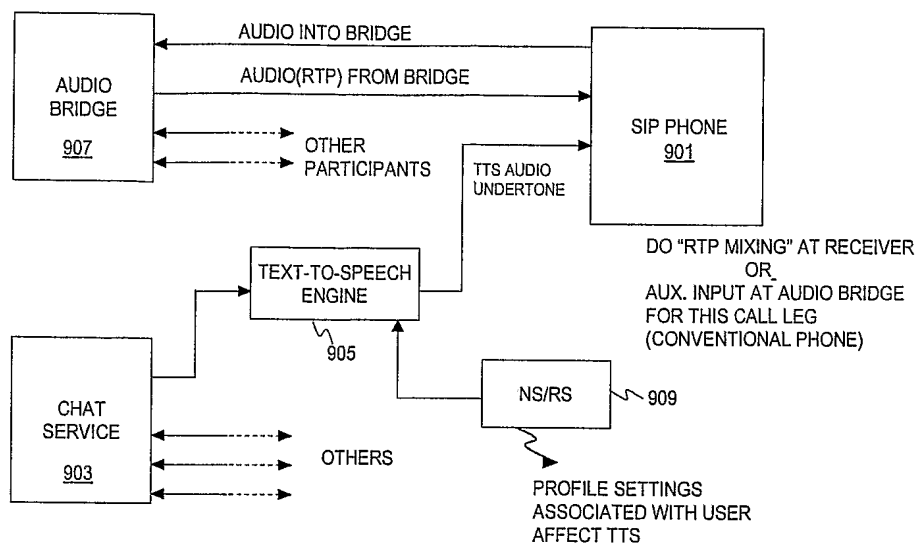 AUDIO INTO BRIDGE
AUDIO(RTP) FROM BRIDGE
AUDIO
BRIDGE
907
OTHER
PARTICIPANTS
SIP PHONE
901
TTS AUDIO
UNDERTONE
DO "RTP MIXING" AT RECEIVER
OR
AUX. INPUT AT AUDIO BRIDGE
FOR THIS CALL LEG
(CONVENTIONAL PHONE)
TEXT-TO-SPEECH
ENGINE
905
NS/RS
909
CHAT
SERVICE
903
OTHERS
PROFILE SETTINGS
ASSOCIATED WITH USER
AFFECT TTS